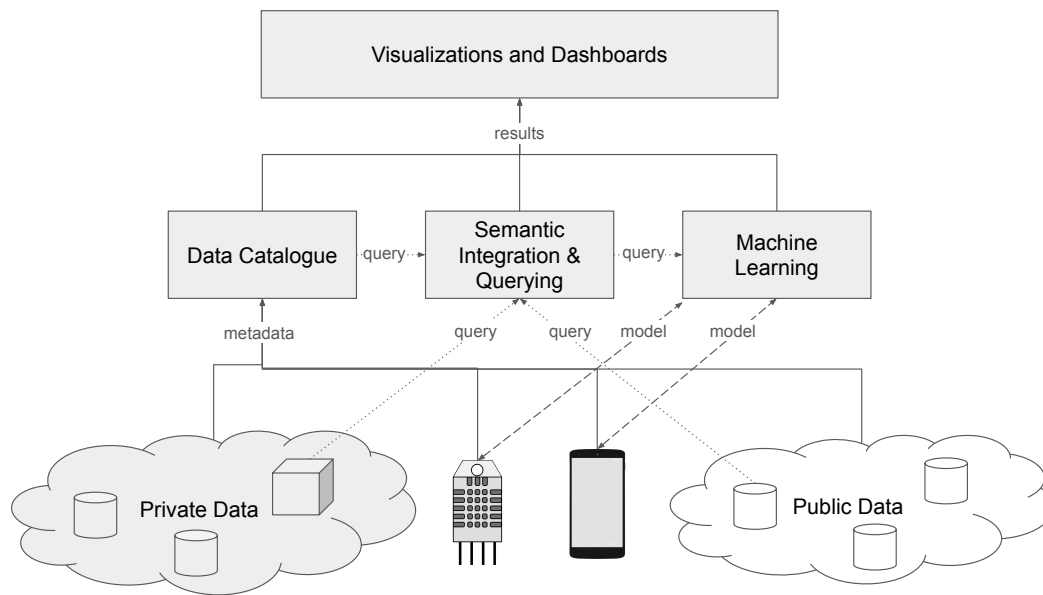 Visualizations and Dashboards
results
Data Catalogue
query
Semantic
Integration &
Querying
query
Machine
Learning
metadata
query
query
model
model
Private Data
Public Data